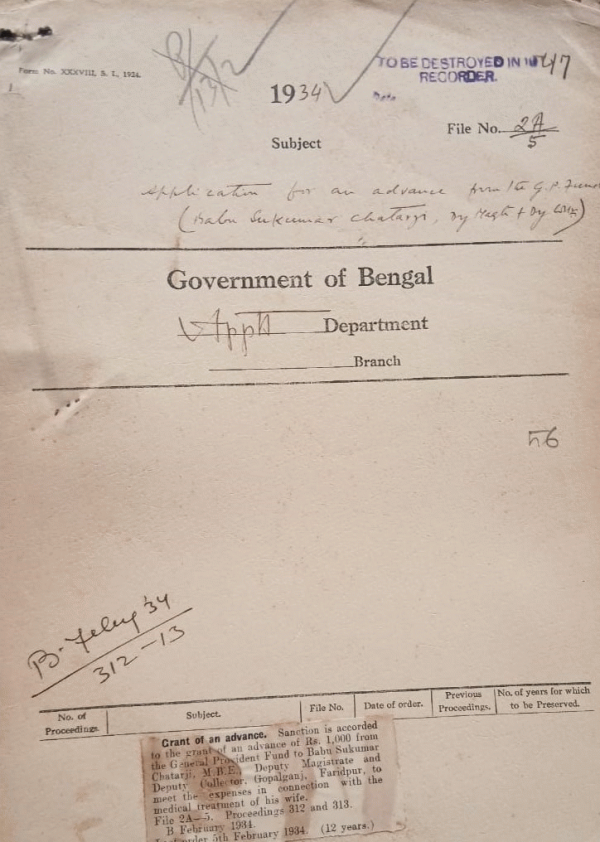 Form No. XXXVIII, S. I., 1924.
TO BE DESTROYED IN
RECORDER.
1934
File No. 2A/5
Subject
Application for an advance from the G.P. Fund
(Babu Sukumar Chatarji, Dy Magte & Dy Collr)
Government of Bengal
Appt Department
Branch
56
B. Feby '34
312-13
No. of Proceedings.
Subject.
File No.
Date of order.
Previous Proceedings.
No. of years for which to be Preserved.
Grant of an advance. Sanction is accorded
to the grant of an advance of Rs. 1,000 from
the General Provident Fund to Babu Sukumar
Chatarji, M.B.E., Deputy Magistrate and
Deputy Collector, Gopalganj, Faridpur, to
meet the expenses in connection with the
medical treatment of his wife.
File 2A—5. Proceedings 312 and 313.
B. February 1934.
5th February 1934. (12 years.)